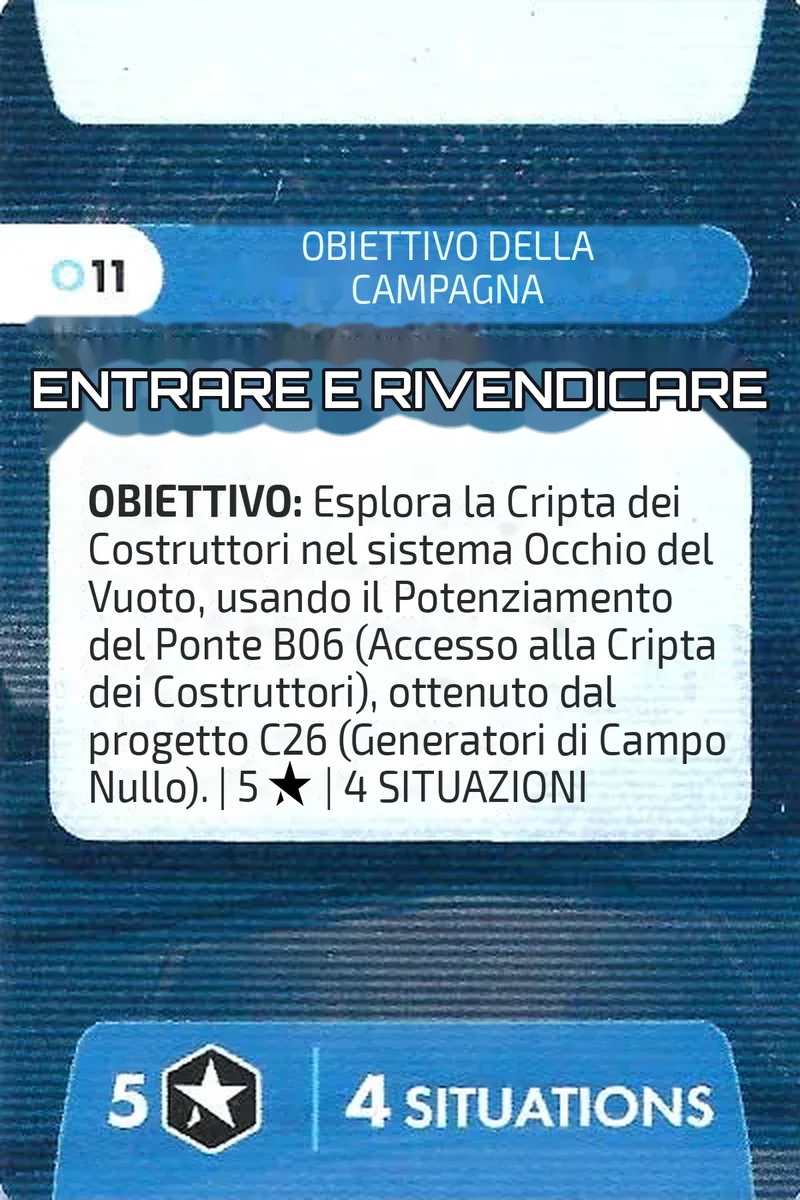 11
OBIETTIVO DELLA
CAMPAGNA
ENTRARE E RIVENDICARE
OBIETTIVO: Esplora la Cripta dei
Costruttori nel sistema Occhio del
Vuoto, usando il Potenziamento
del Ponte B06 (Accesso alla Cripta
dei Costruttori), ottenuto dal
progetto C26 (Generatori di Campo
Nullo). | 5 ★ | 4 SITUAZIONI
5 ★ | 4 SITUATIONS